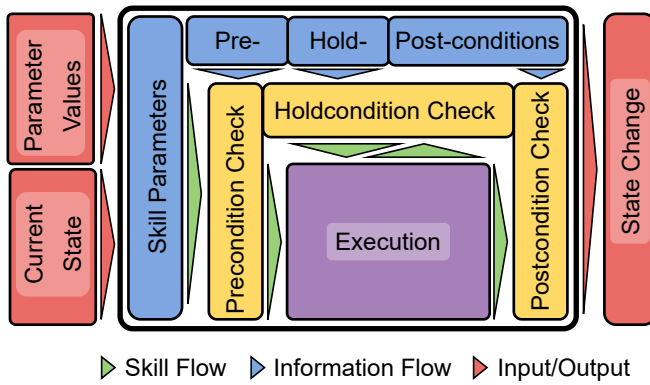 Parameter
Values
Current
State
Skill Parameters
Pre-
Hold-
Post-conditions
Precondition Check
Holdcondition Check
Execution
Postcondition Check
State Change
Skill Flow
Information Flow
Input/Output